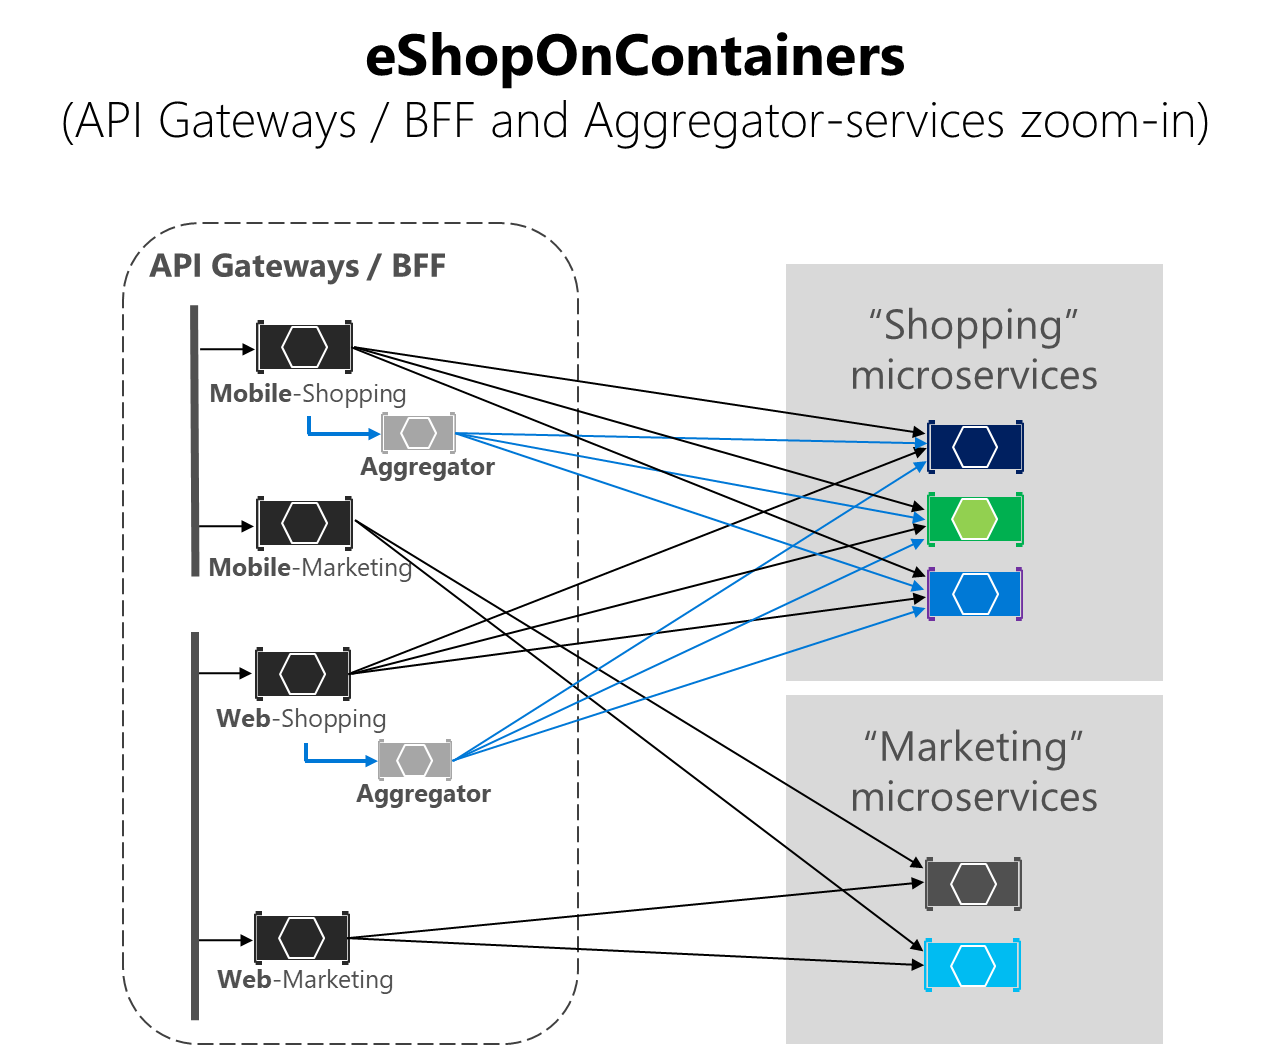 eShopOnContainers
(API Gateways / BFF and Aggregator-services zoom-in)
API Gateways / BFF
Mobile-Shopping
Aggregator
Mobile-Marketing
Web-Shopping
Aggregator
Web-Marketing
“Shopping”
microservices
“Marketing”
microservices